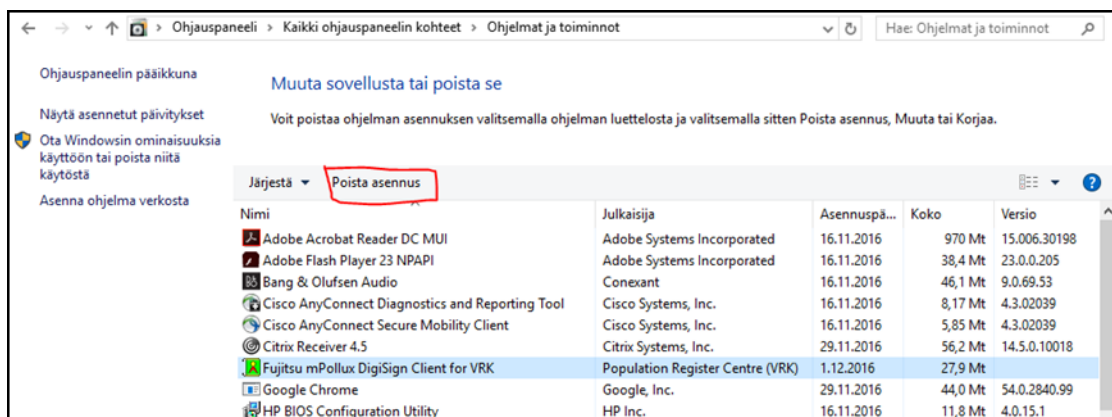 Ohjauspaneeli > Kaikki ohjauspaneelin kohteet > Ohjelmat ja toiminnot
Hae: Ohjelmat ja toiminnot
Ohjauspaneelin pääikkuna
Näytä asennetut päivitykset
Ota Windowsin ominaisuuksia
käyttöön tai poista niitä
käytöstä
Asenna ohjelma verkosta
Muuta sovellusta tai poista se
Voit poistaa ohjelman asennuksen valitsemalla ohjelman luettelosta ja valitsemalla sitten Poista asennus, Muuta tai Korjaa.
Järjestä Poista asennus
Nimi Julkaisija Asennuspä... Koko Versio
Adobe Acrobat Reader DC MUI Adobe Systems Incorporated 16.11.2016 970 Mt 15.006.30198
Adobe Flash Player 23 NPAPI Adobe Systems Incorporated 16.11.2016 38,4 Mt 23.0.0.205
Bang & Olufsen Audio Conexant 16.11.2016 46,1 Mt 9.0.69.53
Cisco AnyConnect Diagnostics and Reporting Tool Cisco Systems, Inc. 16.11.2016 8,17 Mt 4.3.02039
Cisco AnyConnect Secure Mobility Client Cisco Systems, Inc. 16.11.2016 5,85 Mt 4.3.02039
Citrix Receiver 4.5 Citrix Systems, Inc. 29.11.2016 56,2 Mt 14.5.0.10018
Fujitsu mPollux DigiSign Client for VRK Population Register Centre (VRK) 1.12.2016 27,9 Mt
Google Chrome Google, Inc. 29.11.2016 44,0 Mt 54.0.2840.99
HP BIOS Configuration Utility HP Inc. 16.11.2016 11,8 Mt 4.0.15.1